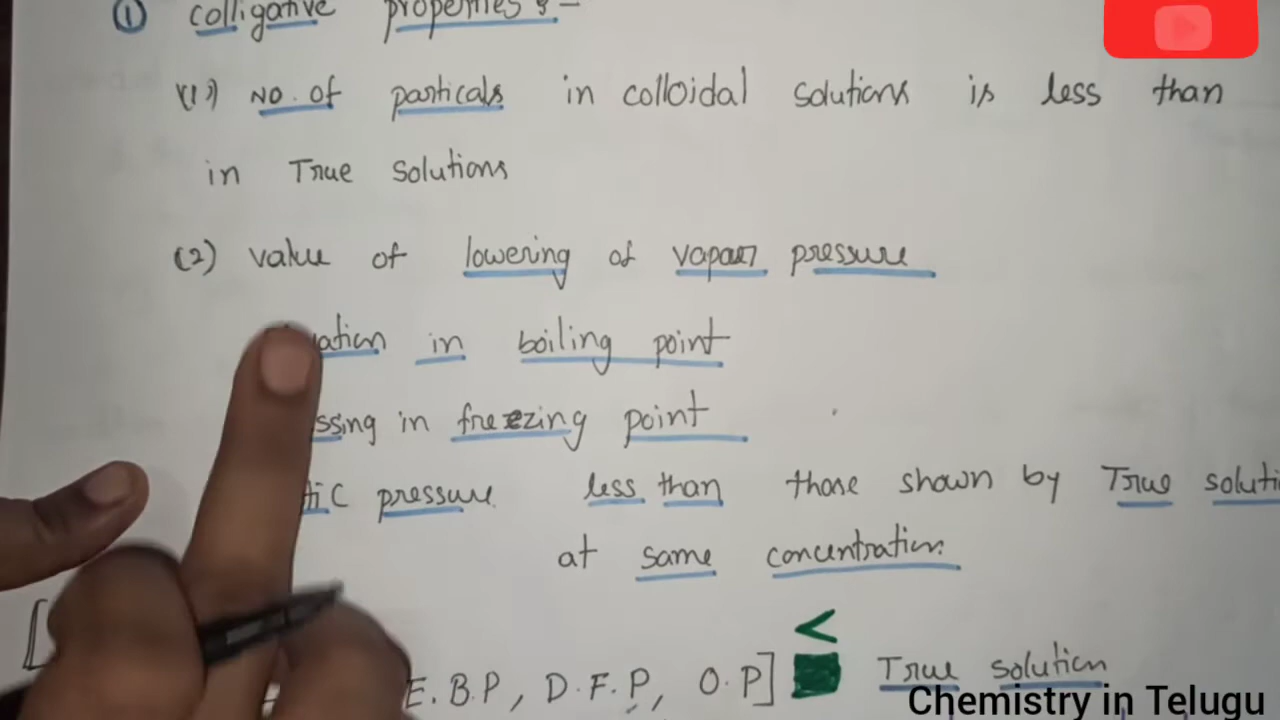 ① colligative properties :-
(1) No. of particals in colloidal solutions is less than
in True solutions
(2) value of lowering of vapour pressure
in boiling point
in freezing point
pressure less than those shown by True
at same concentration
E.B.P, D.F.P, O.P] <
True solution
Chemistry in Telugu